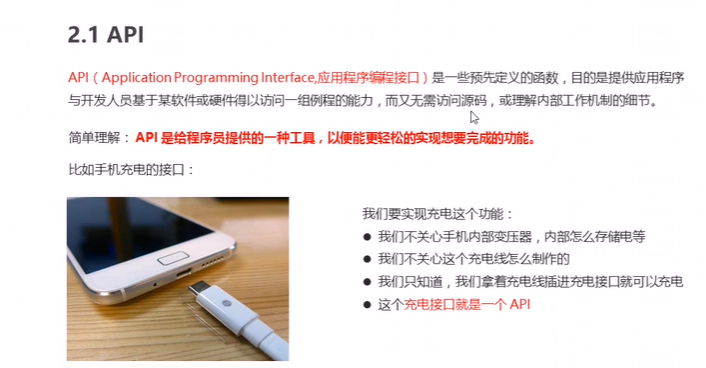 2.1 API
API（Application Programming Interface,应用程序编程接口）是一些预先定义的函数，目的是提供应用程序
与开发人员基于某软件或硬件得以访问一组例程的能力，而又无需访问源码，或理解内部工作机制的细节。
简单理解： API 是给程序员提供的一种工具，以便能更轻松的实现想要完成的功能。
比如手机充电的接口：
我们要实现充电这个功能：
● 我们不关心手机内部变压器，内部怎么存储电等
● 我们不关心这个充电线怎么制作的
● 我们只知道，我们拿着充电线插进充电接口就可以充电
● 这个充电接口就是一个 API